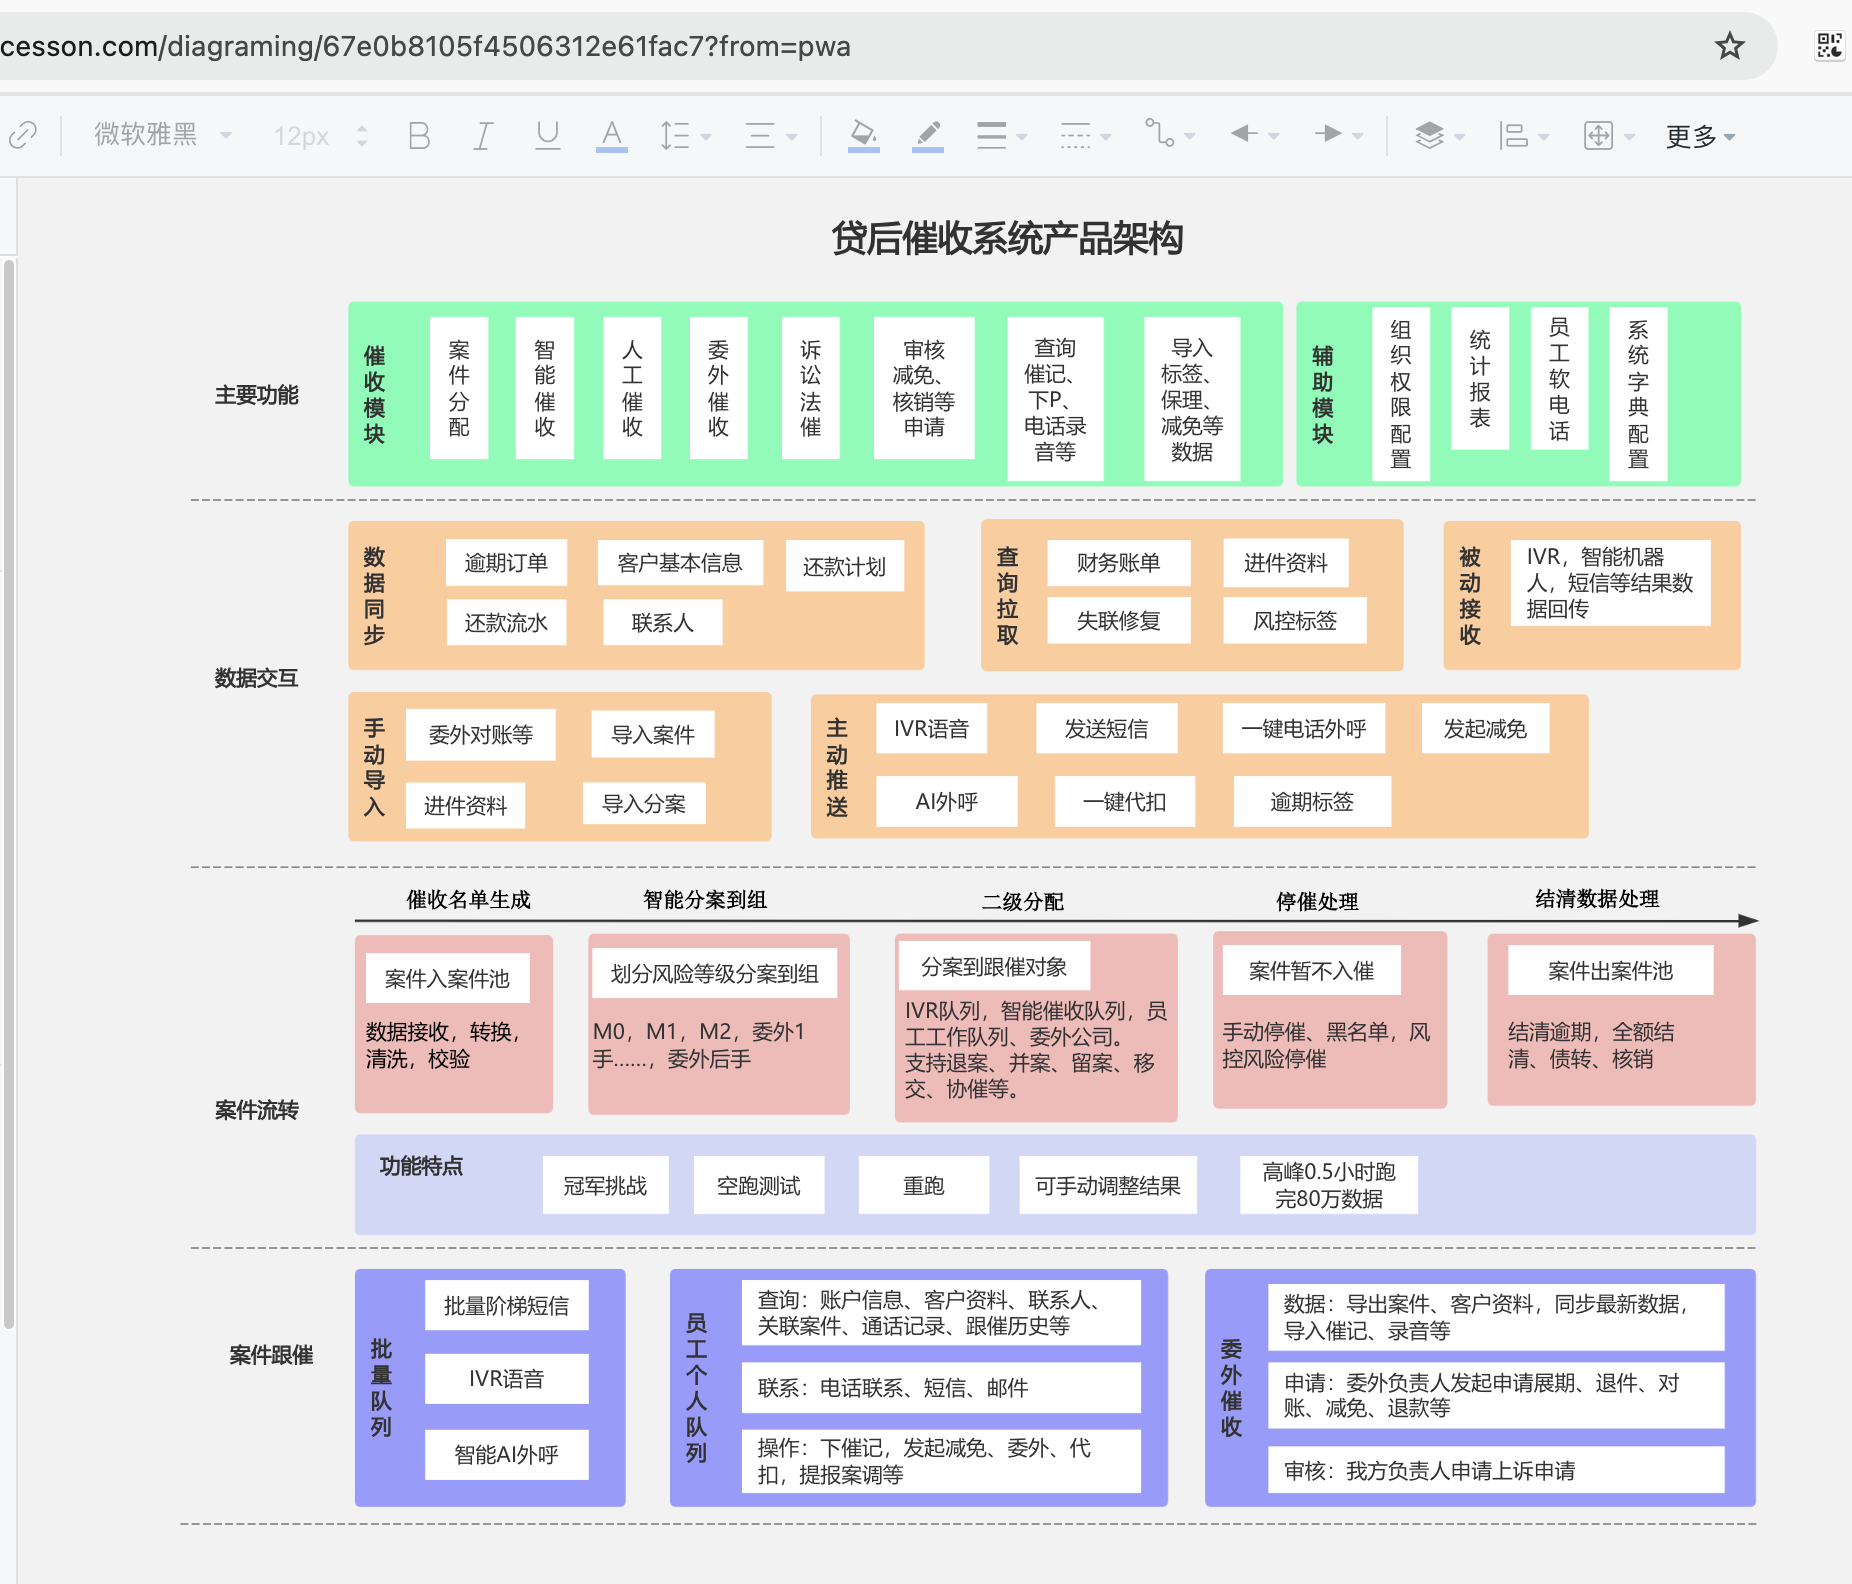 cesson.com/diagraming/67e0b8105f4506312e61fac7?from=pwa
微软雅黑
12px
B
I
U
A
更多
贷后催收系统产品架构
主要功能
催收模块
案件分配
智能催收
人工催收
委外催收
诉讼法催
审核
减免、
核销等
申请
查询
催记、
下P、
电话录
音等
导入
标签、
保理、
减免等
数据
辅助模块
组织权限配置
统计报表
员工软电话
系统字典配置
数据交互
数据同步
逾期订单
客户基本信息
还款计划
还款流水
联系人
查询拉取
财务账单
进件资料
失联修复
风控标签
被动接收
IVR，智能机器
人，短信等结果数
据回传
手动导入
委外对账等
导入案件
进件资料
导入分案
主动推送
IVR语音
发送短信
一键电话外呼
发起减免
AI外呼
一键代扣
逾期标签
案件流转
催收名单生成
智能分案到组
二级分配
停催处理
结清数据处理
案件入案件池
数据接收，转换，
清洗，校验
划分风险等级分案到组
M0，M1，M2，委外1
手……，委外后手
分案到跟催对象
IVR队列，智能催收队列，员
工工作队列、委外公司。
支持退案、并案、留案、移
交、协催等。
案件暂不入催
手动停催、黑名单，风
控风险停催
案件出案件池
结清逾期，全额结
清、债转、核销
功能特点
冠军挑战
空跑测试
重跑
可手动调整结果
高峰0.5小时跑
完80万数据
案件跟催
批量队列
批量阶梯短信
IVR语音
智能AI外呼
员工个人队列
查询：账户信息、客户资料、联系人、
关联案件、通话记录、跟催历史等
联系：电话联系、短信、邮件
操作：下催记，发起减免、委外、代
扣，提报案调等
委外催收
数据：导出案件、客户资料，同步最新数据，
导入催记、录音等
申请：委外负责人发起申请展期、退件、对
账、减免、退款等
审核：我方负责人申请上诉申请